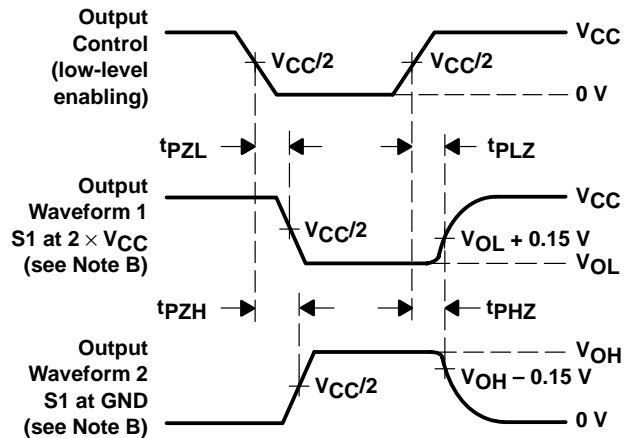 Output
Control
(low-level
enabling)
VCC/2
VCC/2
VCC
0 V
tPZL
tPLZ
Output
Waveform 1
S1 at 2 × VCC
(see Note B)
VCC/2
VCC
VOL + 0.15 V
VOL
tPZH
tPHZ
Output
Waveform 2
S1 at GND
(see Note B)
VCC/2
VOH
VOH – 0.15 V
0 V